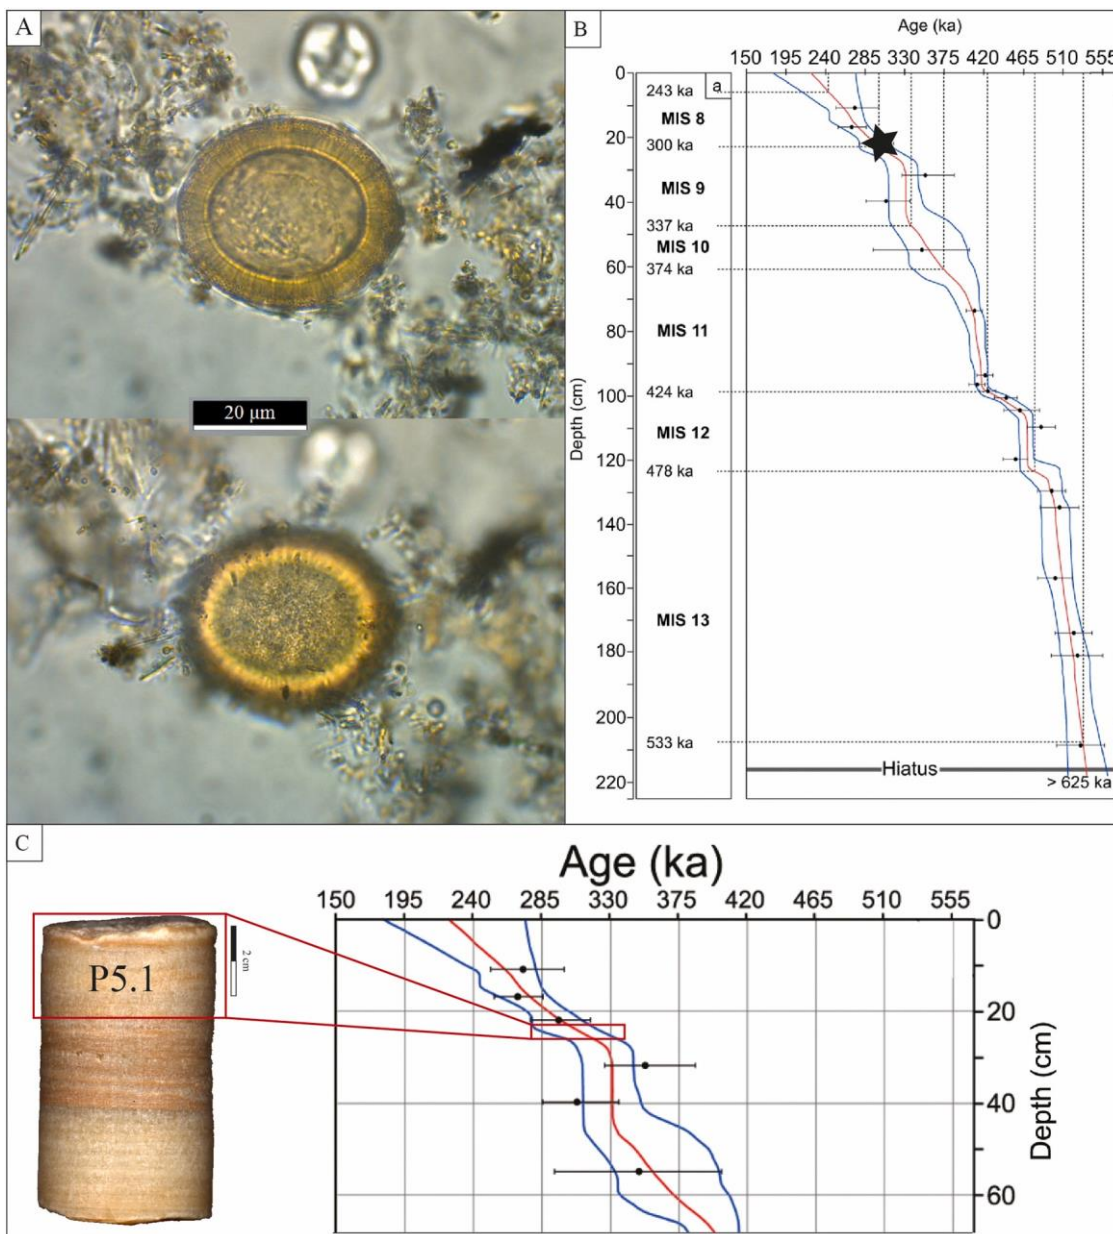 A
20 µm
B
Age (ka)
150 195 240 285 330 375 420 465 510 555
a
Depth (cm)
0
20
40
60
80
100
120
140
160
180
200
220
243 ka
MIS 8
300 ka
MIS 9
337 ka
MIS 10
374 ka
MIS 11
424 ka
MIS 12
478 ka
MIS 13
533 ka
Hiatus
> 625 ka
C
P5.1
2 cm
Age (ka)
150 195 240 285 330 375 420 465 510 555
0
20
40
60
Depth (cm)